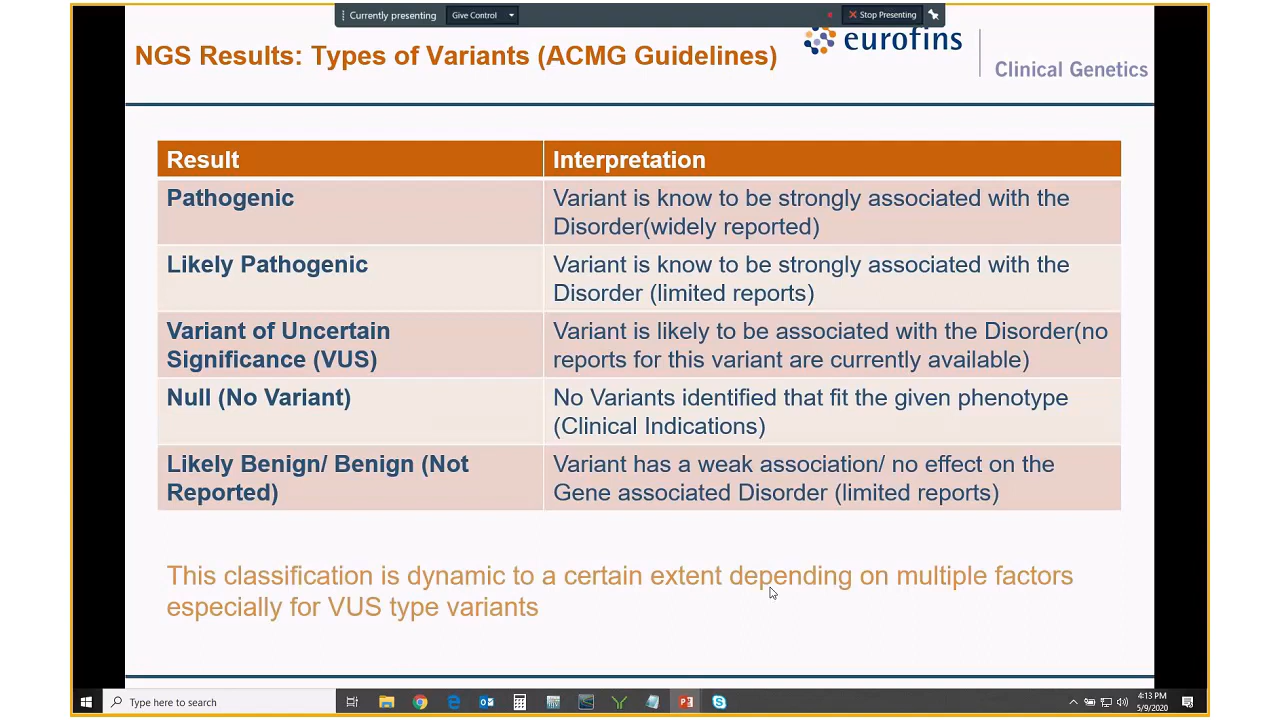 Currently presenting Give Control Stop Presenting
NGS Results: Types of Variants (ACMG Guidelines)
eurofins
Clinical Genetics
Result Interpretation
Pathogenic Variant is know to be strongly associated with the
Disorder(widely reported)
Likely Pathogenic Variant is know to be strongly associated with the
Disorder (limited reports)
Variant of Uncertain Variant is likely to be associated with the Disorder(no
Significance (VUS) reports for this variant are currently available)
Null (No Variant) No Variants identified that fit the given phenotype
(Clinical Indications)
Likely Benign/ Benign (Not Variant has a weak association/ no effect on the
Reported) Gene associated Disorder (limited reports)
This classification is dynamic to a certain extent depending on multiple factors
especially for VUS type variants
Type here to search
4:13 PM
5/9/2020